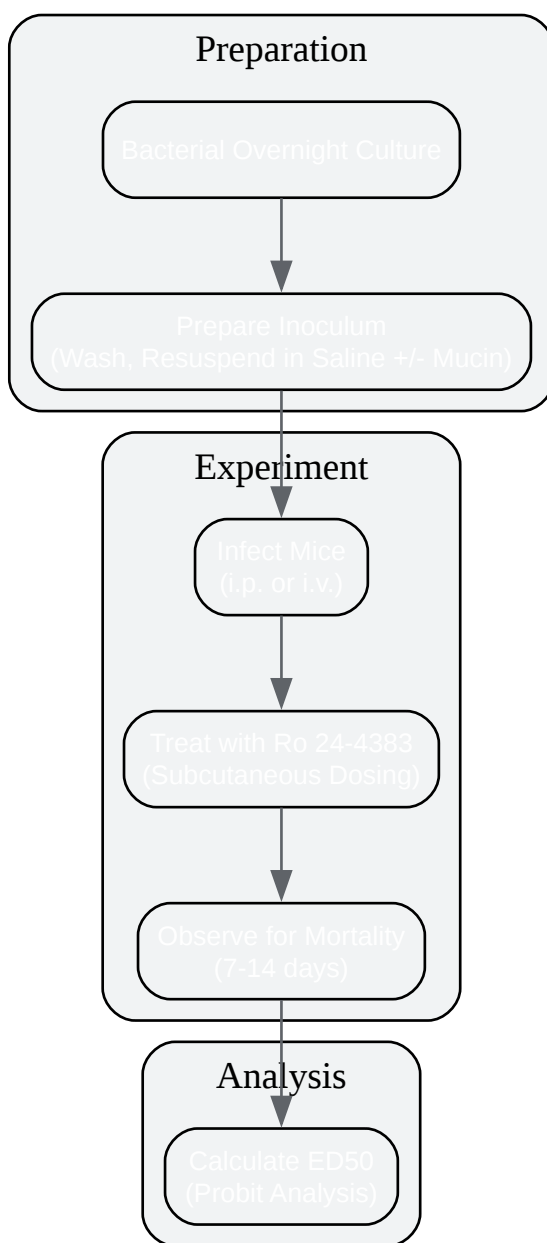 Preparation
Bacterial Overnight Culture
Prepare Inoculum
(Wash, Resuspend in Saline +/- Mucin)
Experiment
Infect Mice
(i.p. or i.v.)
Treat with Ro 24-4383
(Subcutaneous Dosing)
Observe for Mortality
(7-14 days)
Analysis
Calculate ED50
(Probit Analysis)